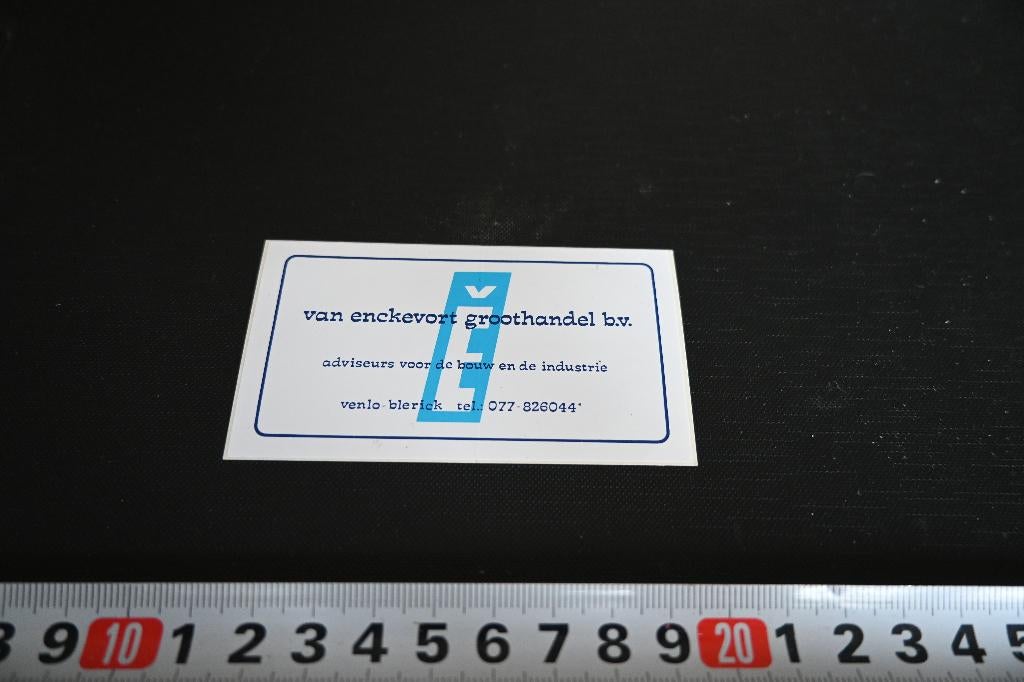 v
E
van enckevort groothandel b.v.
adviseurs voor de bouw en de industrie
venlo-blerick tel.: 077-826044*
9 10 1 2 3 4 5 6 7 8 9 20 1 2 3 4 5